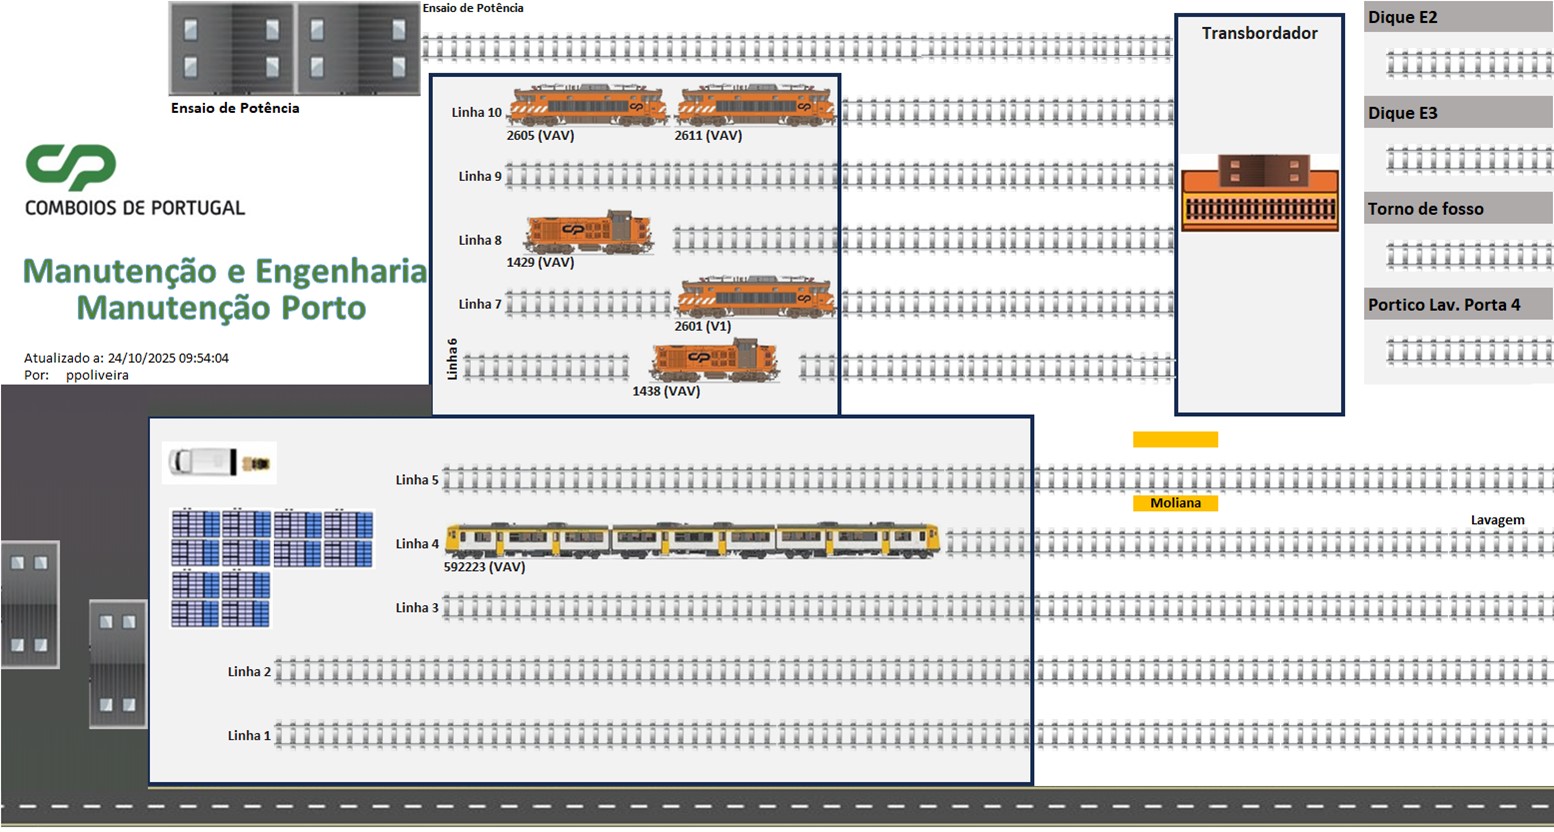 Ensaio de Potência
Ensaio de Potência
CP
COMBOIOS DE PORTUGAL
Manutenção e Engenharia
Manutenção Porto
Atualizado a: 24/10/2025 09:54:04
Por: ppoliveira
Linha 10
2605 (VAV)
2611 (VAV)
Linha 9
Linha 8
1429 (VAV)
Linha 7
2601 (V1)
Linha6
1438 (VAV)
Transbordador
Dique E2
Dique E3
Torno de fosso
Portico Lav. Porta 4
Linha 5
Moliana
Lavagem
Linha 4
592223 (VAV)
Linha 3
Linha 2
Linha 1